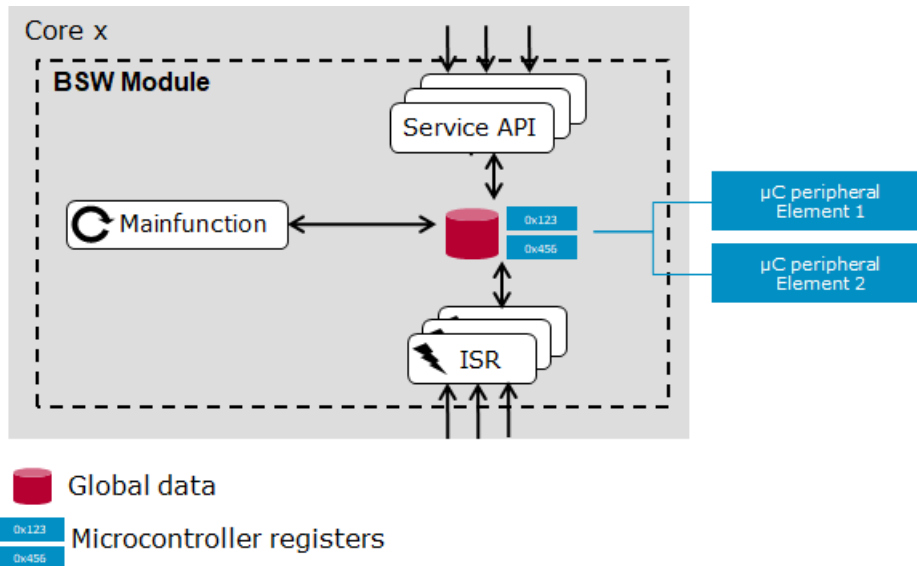 Core x
BSW Module
Service API
Mainfunction
0x123
0x456
µC peripheral
Element 1
µC peripheral
Element 2
ISR
Global data
0x123
0x456
Microcontroller registers